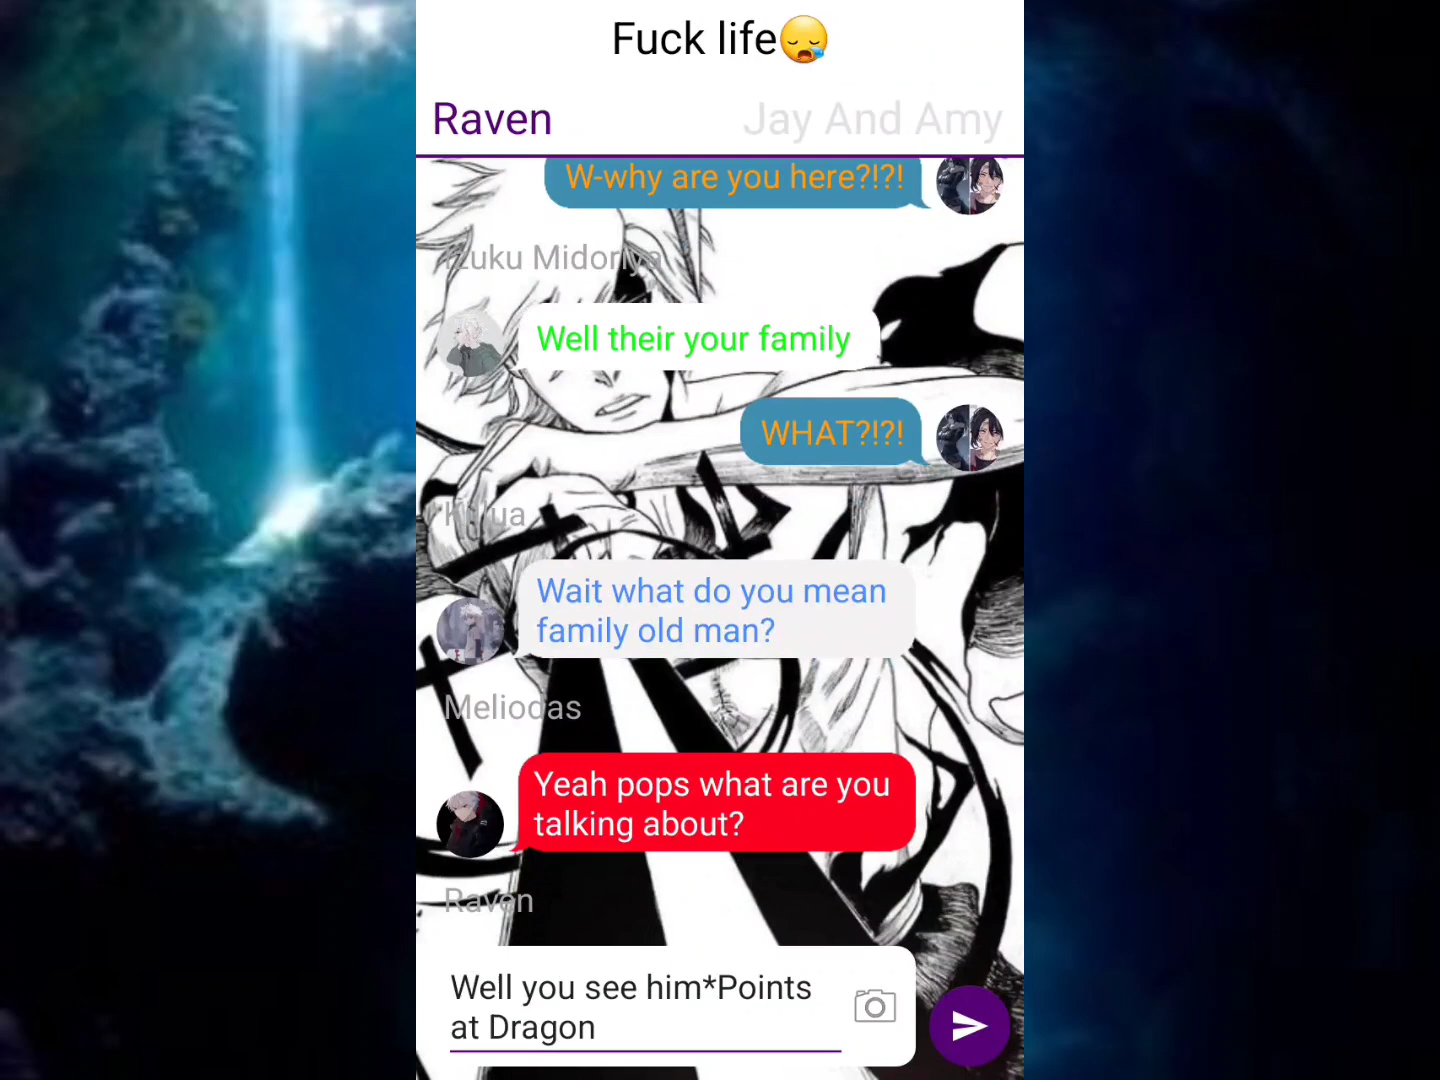 Fuck life😪
Raven
Jay And Amy
W-why are you here?!?!
Izuku Midoriya
Well their your family
WHAT?!?!
Killua
Wait what do you mean
family old man?
Meliodas
Yeah pops what are you
talking about?
Raven
Well you see him*Points
at Dragon